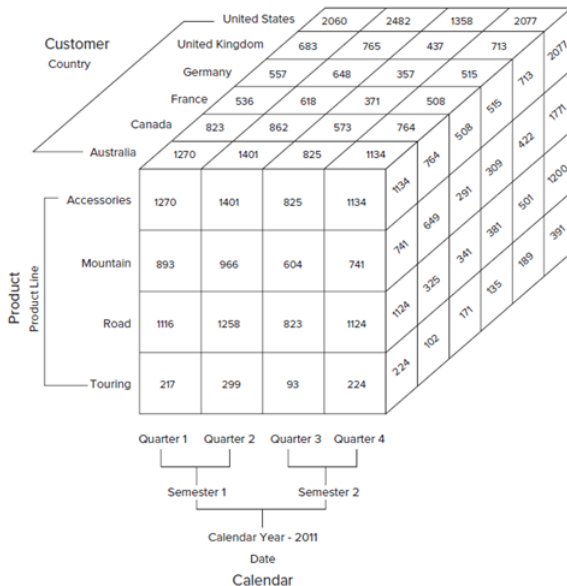 United States 2060 2482 1358 2077
Customer
Country
United Kingdom 683 765 437 713 2077
Germany 557 648 357 515 713
France 536 618 371 508 515 1771
Canada 823 862 573 764 508 422
Australia 1270 1401 825 1134 764 309 1200
Accessories 1270 1401 825 1134 1134 291 501
649 381 391
Mountain 893 966 604 741 741 341 189
325 135
Road 1116 1258 823 1124 1124 171
102
Touring 217 299 93 224 224
Product
Product Line
Quarter 1 Quarter 2 Quarter 3 Quarter 4
Semester 1 Semester 2
Calendar Year - 2011
Date
Calendar